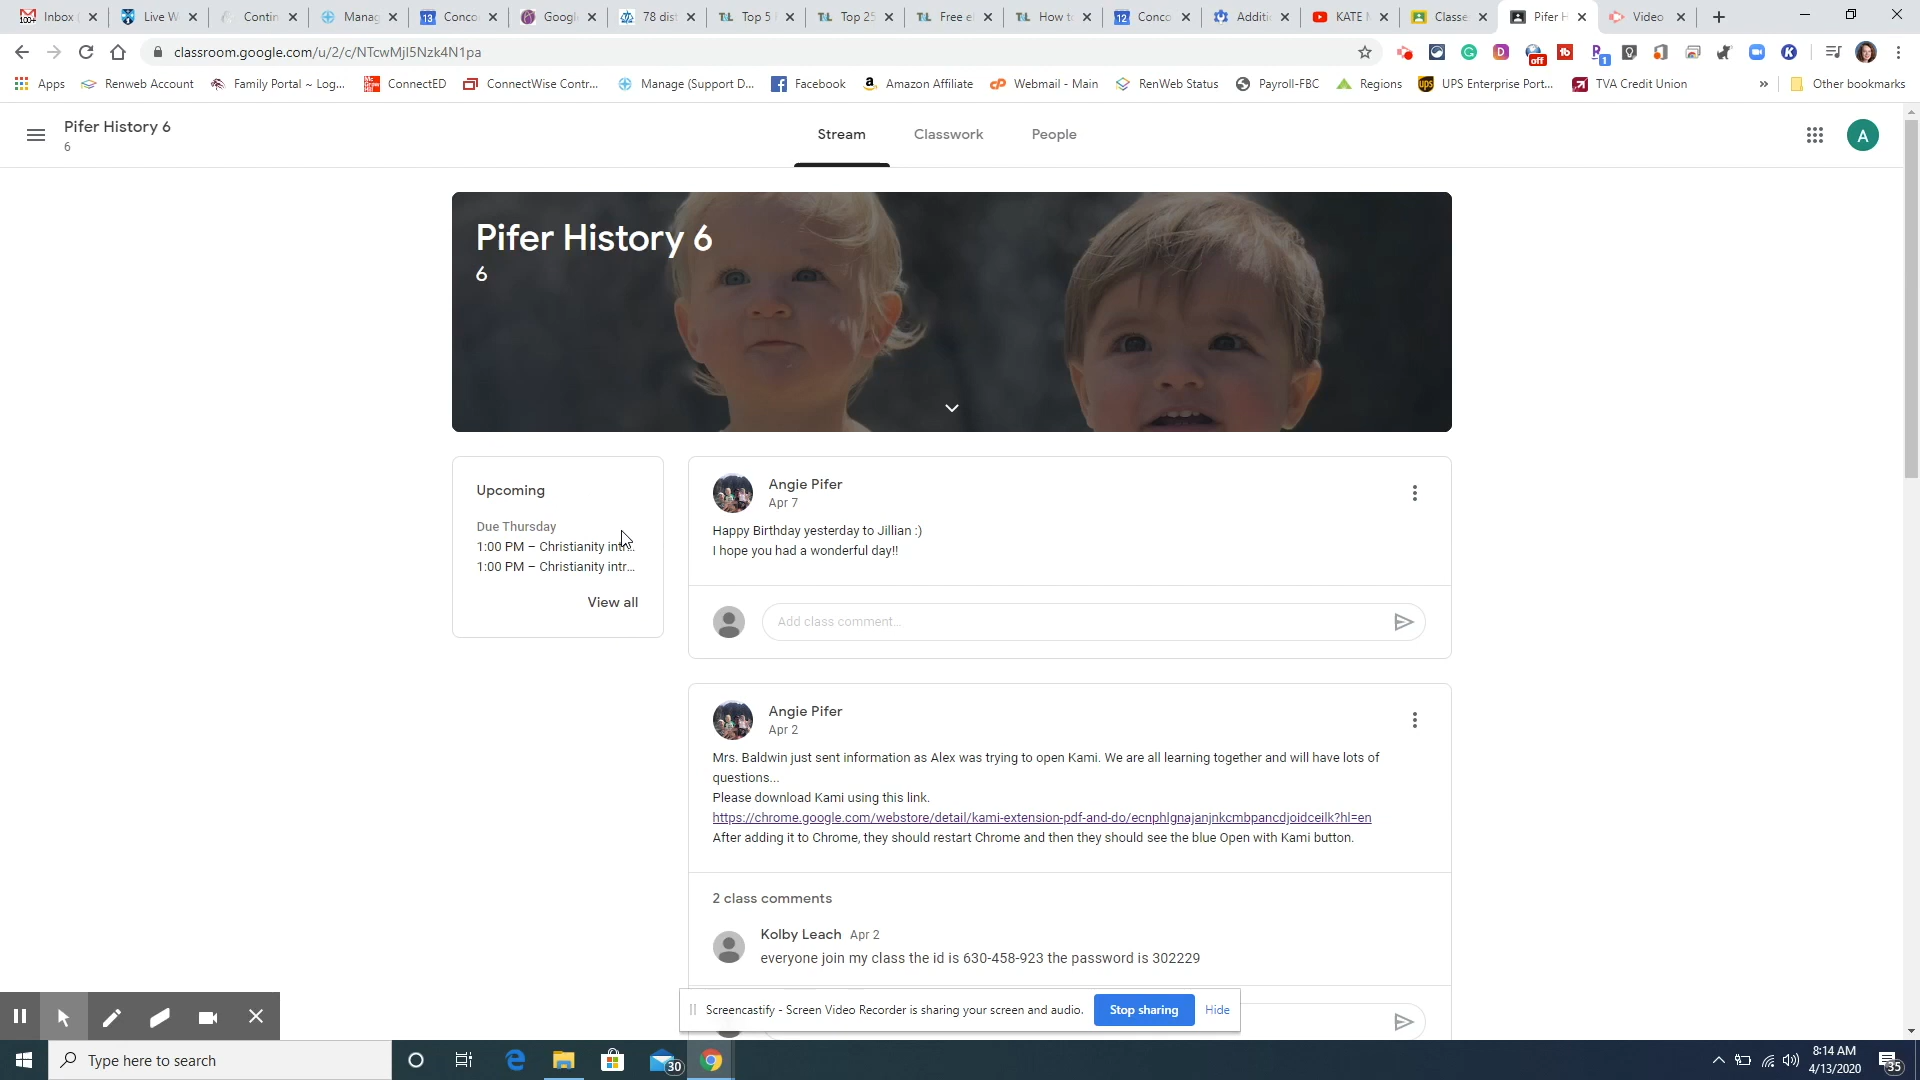 Inbox (
Live W
Contin
Manag
Conco
Googl
78 dist
Top 5
Top 25
Free e
How to
Conco
Additi
KATE
Classe
Pifer H
Video
classroom.google.com/u/2/c/NTcwMjI5Nzk4N1pa
Apps
Renweb Account
Family Portal ~ Log...
ConnectED
ConnectWise Contr...
Manage (Support D...
Facebook
Amazon Affiliate
Webmail - Main
RenWeb Status
Payroll-FBC
Regions
UPS Enterprise Port...
TVA Credit Union
»
Other bookmarks
Pifer History 6
6
Stream
Classwork
People
A
Pifer History 6
6
Upcoming
Due Thursday
1:00 PM – Christianity intr...
1:00 PM – Christianity intr...
View all
Angie Pifer
Apr 7
Happy Birthday yesterday to Jillian :)
I hope you had a wonderful day!!
Add class comment...
Angie Pifer
Apr 2
Mrs. Baldwin just sent information as Alex was trying to open Kami. We are all learning together and will have lots of
questions...
Please download Kami using this link.
https://chrome.google.com/webstore/detail/kami-extension-pdf-and-do/ecnphlgnajanjnkcmbpancdjoidceilk?hl=en
After adding it to Chrome, they should restart Chrome and then they should see the blue Open with Kami button.
2 class comments
Kolby Leach Apr 2
everyone join my class the id is 630-458-923 the password is 302229
Screencastify - Screen Video Recorder is sharing your screen and audio.
Stop sharing
Hide
Type here to search
30
8:14 AM
4/13/2020
35